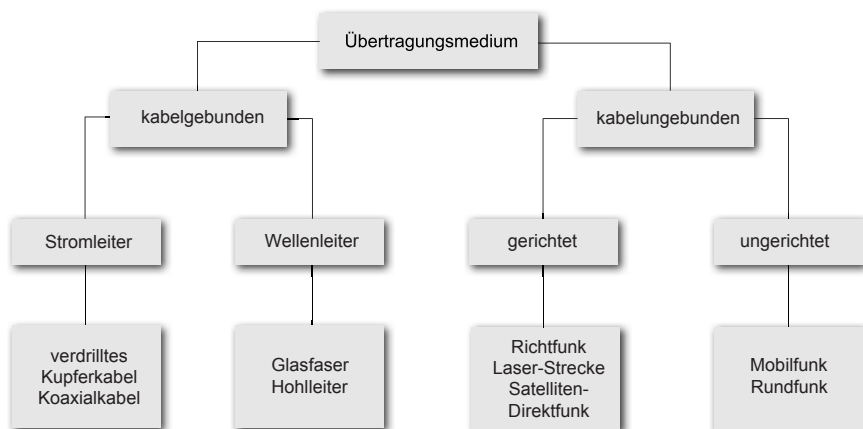 Übertragungsmedium
kabelgebunden
kabelungebunden
Stromleiter
Wellenleiter
gerichtet
ungerichtet
verdrilltes
Kupferkabel
Koaxialkabel
Glasfaser
Hohlleiter
Richtfunk
Laser-Strecke
Satelliten-
Direktfunk
Mobilfunk
Rundfunk